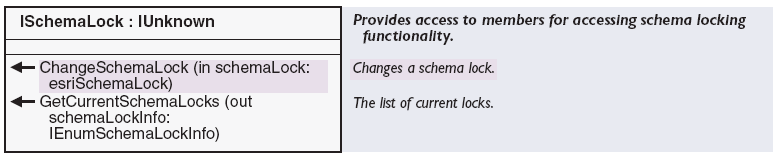 ISchemaLock : IUnknown
Provides access to members for accessing schema locking
functionality.
ChangeSchemaLock (in schemaLock:
esriSchemaLock)
Changes a schema lock.
GetCurrentSchemaLocks (out
schemaLockInfo:
IEnumSchemaLockInfo)
The list of current locks.